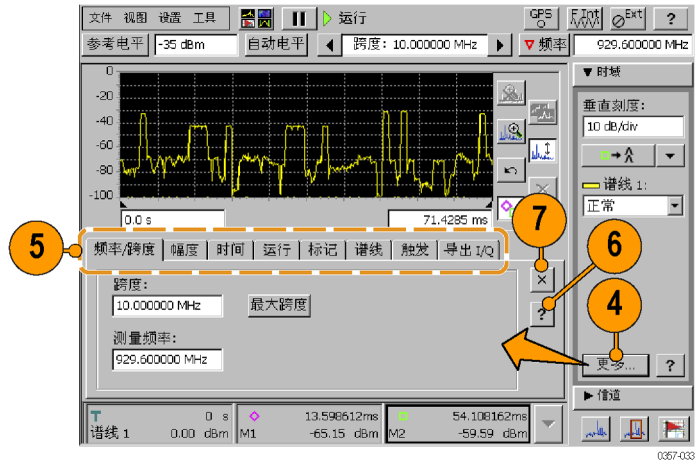 文件 视图 设置 工具 运行 GPS F.Int Ext ?
参考电平 -35 dBm 自动电平 跨度: 10.000000 MHz 频率 929.600000 MHz
0
-20
-40
-60
-80
-100
0.0 s 71.4285 ms
时域
垂直刻度:
10 dB/div
谱线 1:
正常
7
6
5
4
频率/跨度 幅度 时间 运行 标记 谱线 触发 导出 I/Q
跨度:
10.000000 MHz 最大跨度
测量频率:
929.600000 MHz
×
?
更多... ?
信道
T 0 s 13.598612ms 54.108162ms
谱线 1 0.00 dBm M1 -65.15 dBm M2 -59.59 dBm
0357-033